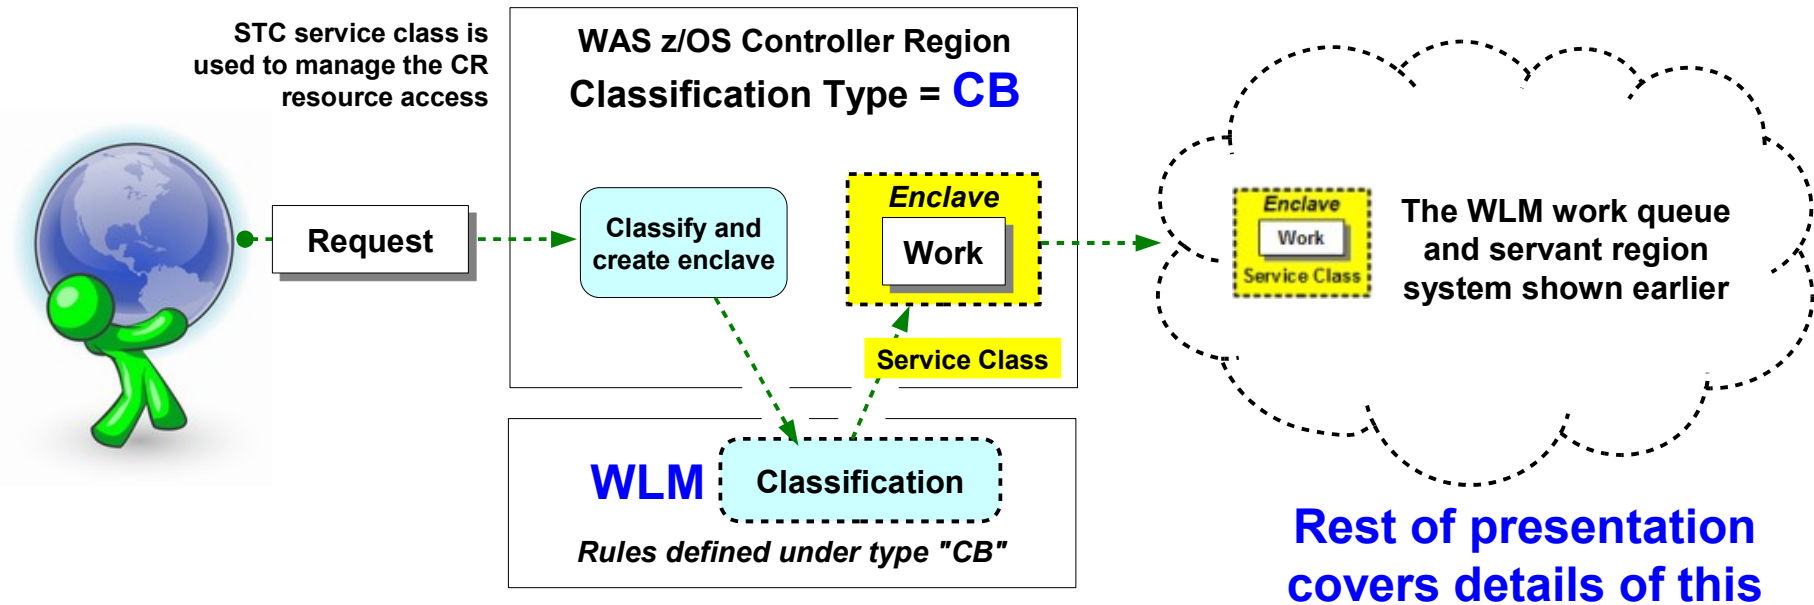 STC service class is
used to manage the CR
resource access
WAS z/OS Controller Region
Classification Type = CB
Request
Classify and
create enclave
Enclave
Work
Service Class
WLM
Classification
Rules defined under type "CB"
Enclave
Work
Service Class
The WLM work queue
and servant region
system shown earlier
Rest of presentation
covers details of this